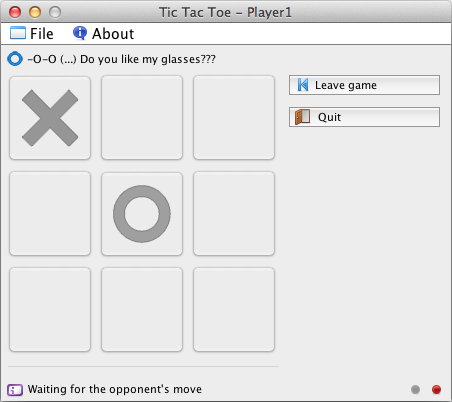 Tic Tac Toe – Player1
File About
-O-O (...) Do you like my glasses???
Leave game
Quit
Waiting for the opponent's move